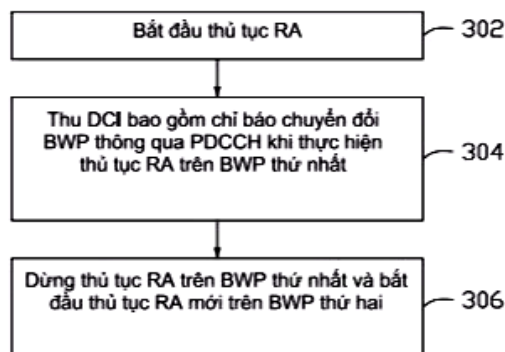 Bắt đầu thủ tục RA
302
Thu DCI bao gồm chỉ báo chuyển đổi
BWP thông qua PDCCH khi thực hiện
thủ tục RA trên BWP thứ nhất
304
Dừng thủ tục RA trên BWP thứ nhất và bắt
đầu thủ tục RA mới trên BWP thứ hai
306